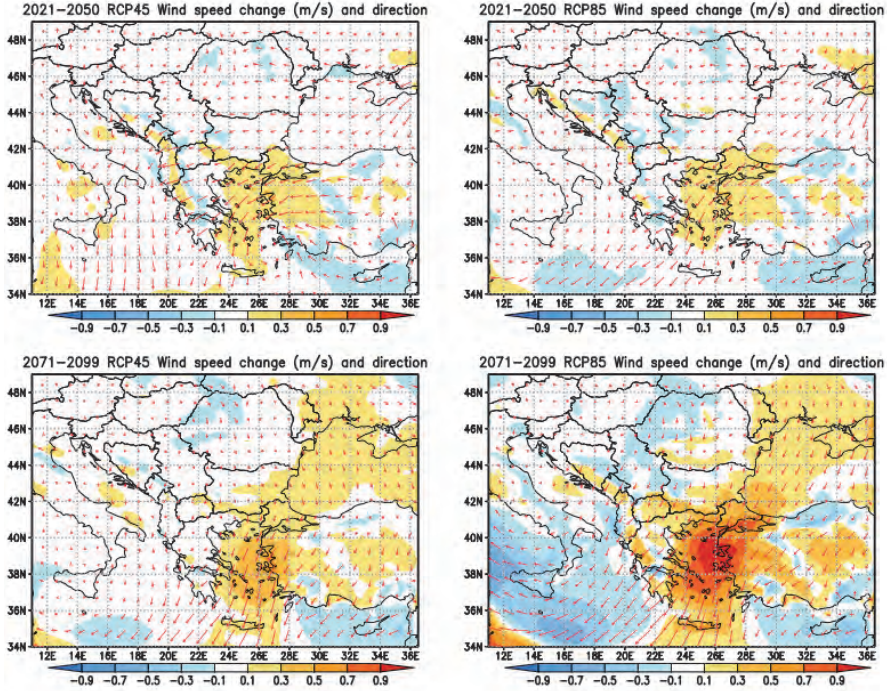 2021-2050 RCP45 Wind speed change (m/s) and direction
48N
46N
44N
42N
40N
38N
36N
34N
12E 14E 16E 18E 20E 22E 24E 26E 28E 30E 32E 34E 36E
-0.9 -0.7 -0.5 -0.3 -0.1 0.1 0.3 0.5 0.7 0.9
2021-2050 RCP85 Wind speed change (m/s) and direction
48N
46N
44N
42N
40N
38N
36N
34N
12E 14E 16E 18E 20E 22E 24E 26E 28E 30E 32E 34E 36E
-0.9 -0.7 -0.5 -0.3 -0.1 0.1 0.3 0.5 0.7 0.9
2071-2099 RCP45 Wind speed change (m/s) and direction
48N
46N
44N
42N
40N
38N
36N
34N
12E 14E 16E 18E 20E 22E 24E 26E 28E 30E 32E 34E 36E
-0.9 -0.7 -0.5 -0.3 -0.1 0.1 0.3 0.5 0.7 0.9
2071-2099 RCP85 Wind speed change (m/s) and direction
48N
46N
44N
42N
40N
38N
36N
34N
12E 14E 16E 18E 20E 22E 24E 26E 28E 30E 32E 34E 36E
-0.9 -0.7 -0.5 -0.3 -0.1 0.1 0.3 0.5 0.7 0.9